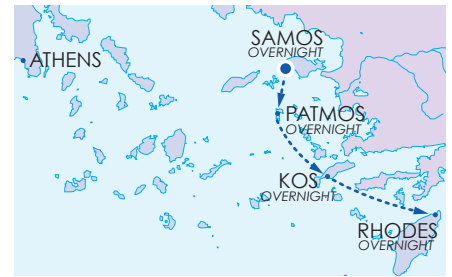 SAMOS
OVERNIGHT
ATHENS
PATMOS
OVERNIGHT
KOS
OVERNIGHT
RHODES
OVERNIGHT